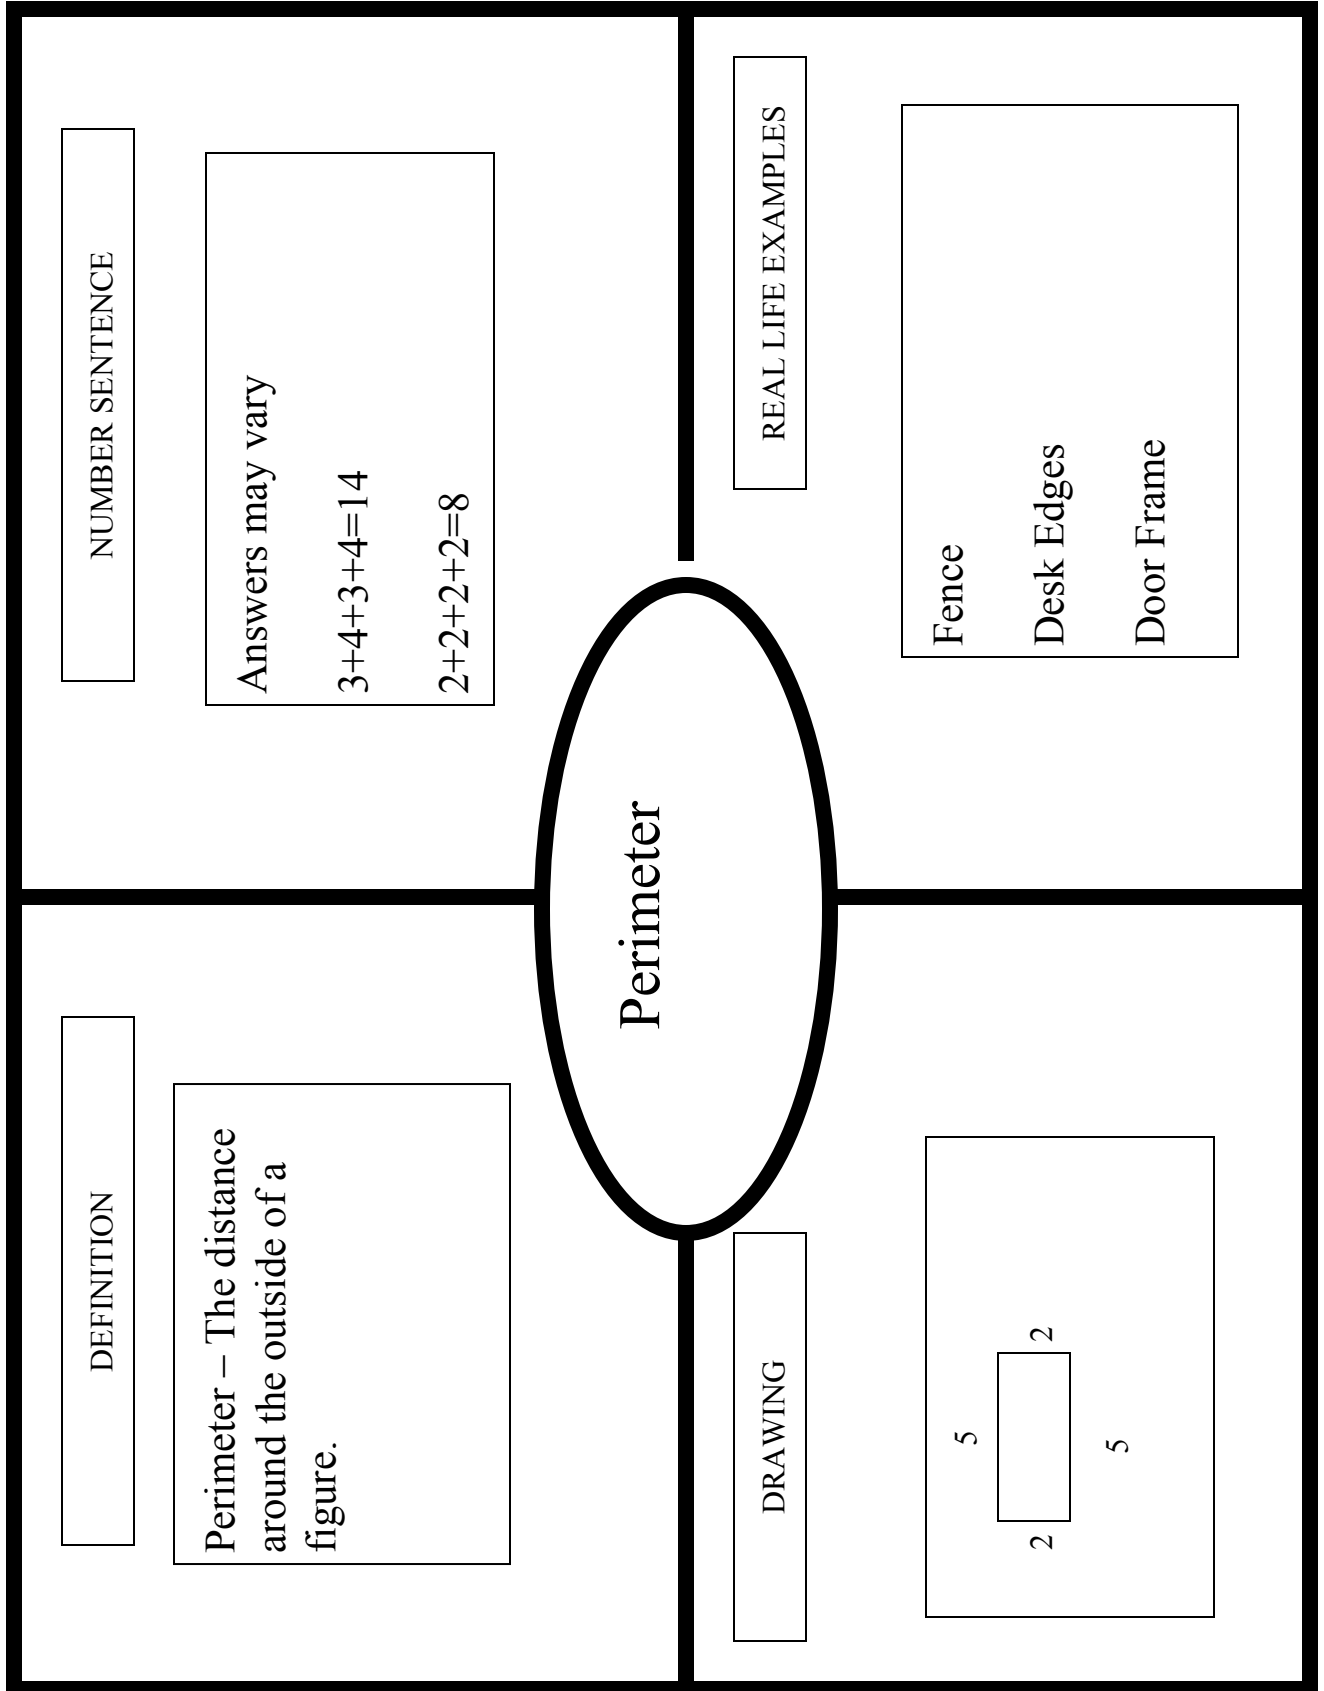 DEFINITION
Perimeter – The distance
around the outside of a
figure.
NUMBER SENTENCE
Answers may vary
3+4+3+4=14
2+2+2+2=8
Perimeter
DRAWING
5
2
2
5
REAL LIFE EXAMPLES
Fence
Desk Edges
Door Frame